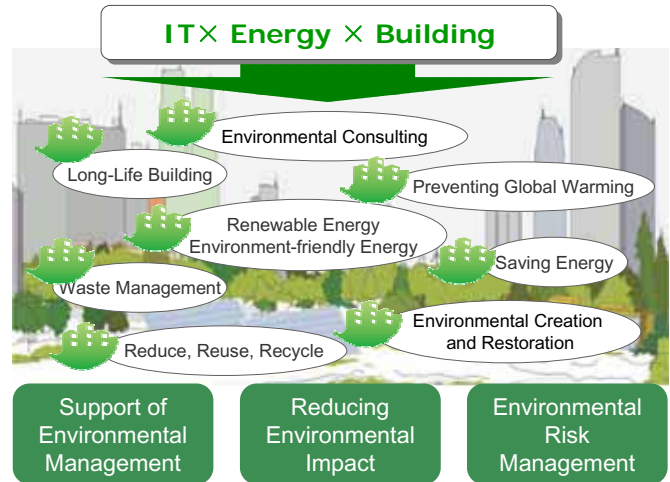 IT× Energy × Building
Environmental Consulting
Long-Life Building
Preventing Global Warming
Renewable Energy
Environment-friendly Energy
Saving Energy
Waste Management
Environmental Creation
and Restoration
Reduce, Reuse, Recycle
Support of
Environmental
Management
Reducing
Environmental
Impact
Environmental
Risk
Management